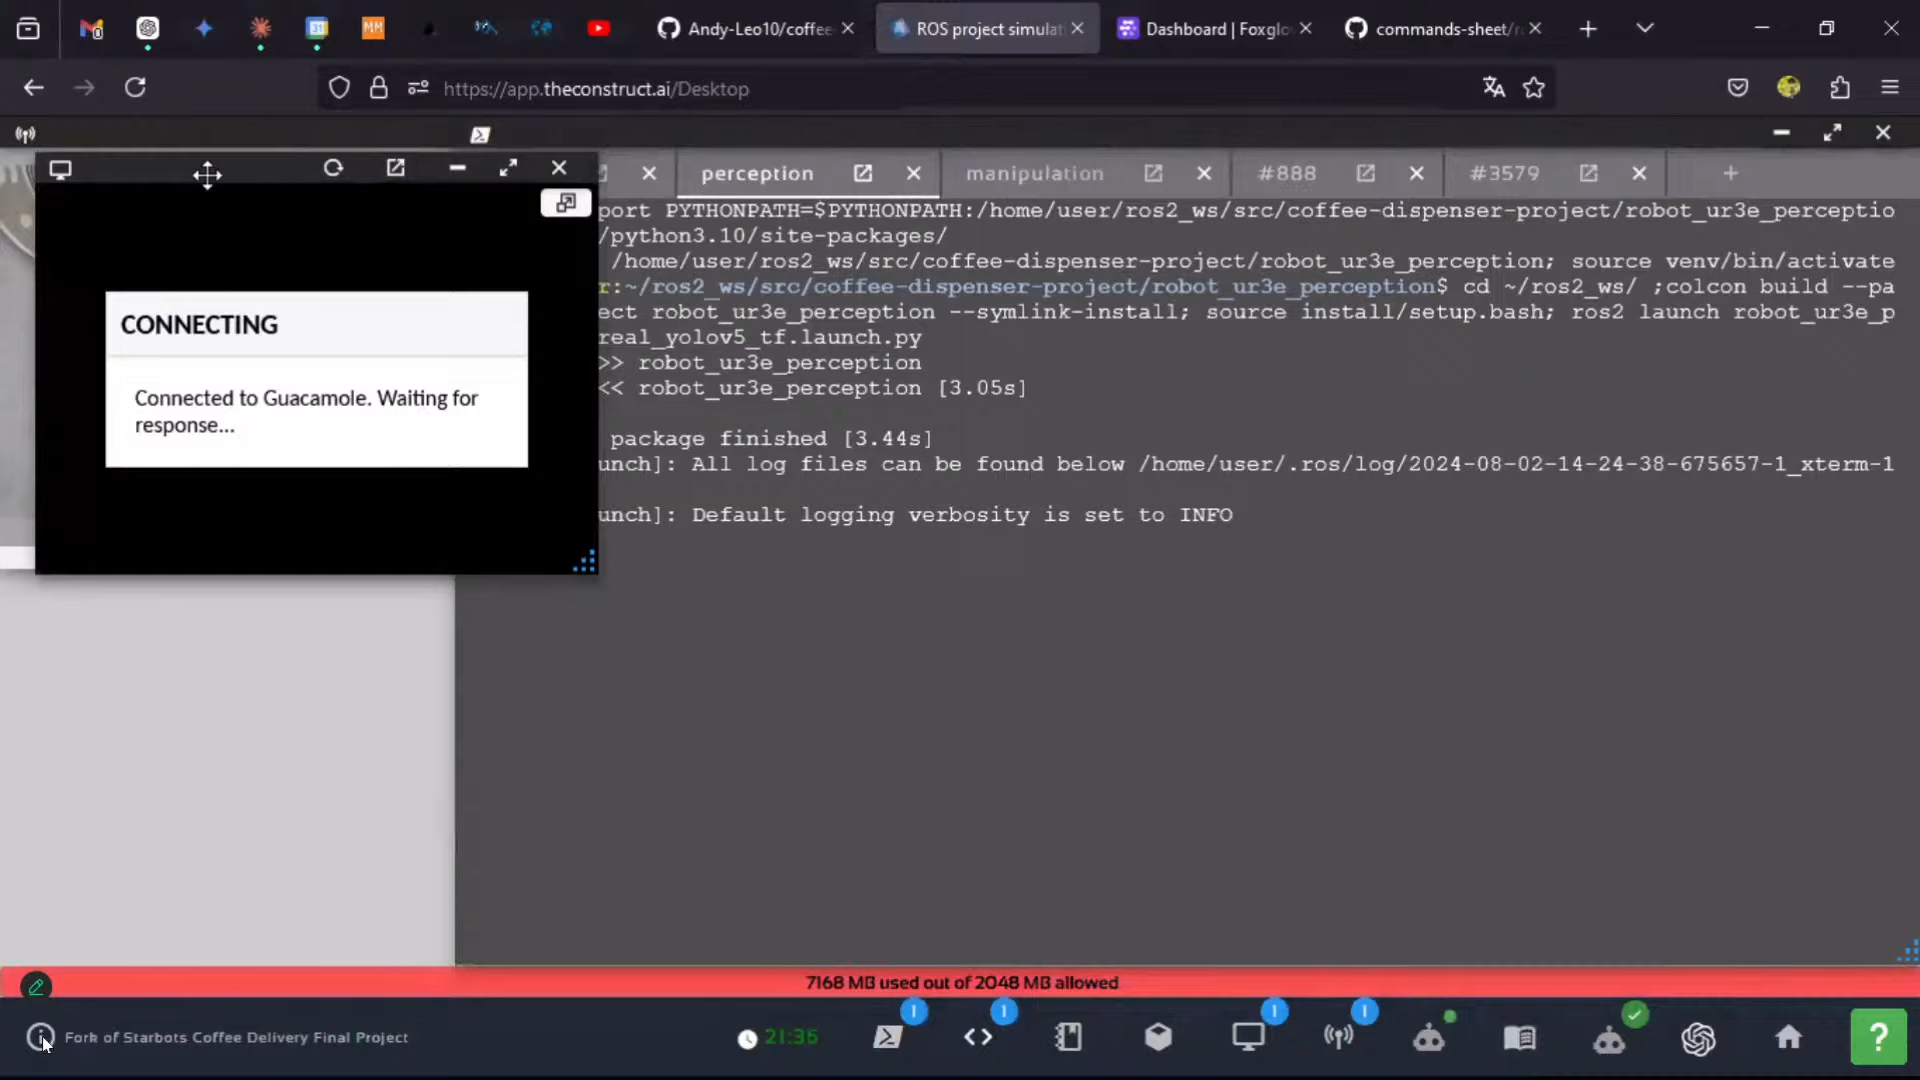 Andy-Leo10/coffee
ROS project simulat
Dashboard | Foxglo
commands-sheet/r
https://app.theconstruct.ai/Desktop
perception
manipulation
#888
#3579
port PYTHONPATH=$PYTHONPATH:/home/user/ros2_ws/src/coffee-dispenser-project/robot_ur3e_perceptio
/python3.10/site-packages/
/home/user/ros2_ws/src/coffee-dispenser-project/robot_ur3e_perception; source venv/bin/activate
r:~/ros2_ws/src/coffee-dispenser-project/robot_ur3e_perception$ cd ~/ros2_ws/ ;colcon build --pa
ect robot_ur3e_perception --symlink-install; source install/setup.bash; ros2 launch robot_ur3e_p
real_yolov5_tf.launch.py
>> robot_ur3e_perception
<< robot_ur3e_perception [3.05s]
package finished [3.44s]
unch]: All log files can be found below /home/user/.ros/log/2024-08-02-14-24-38-675657-1_xterm-1
unch]: Default logging verbosity is set to INFO
CONNECTING
Connected to Guacamole. Waiting for
response...
7168 MB used out of 2048 MB allowed
Fork of Starbots Coffee Delivery Final Project
21:35
1
1
1
1
?